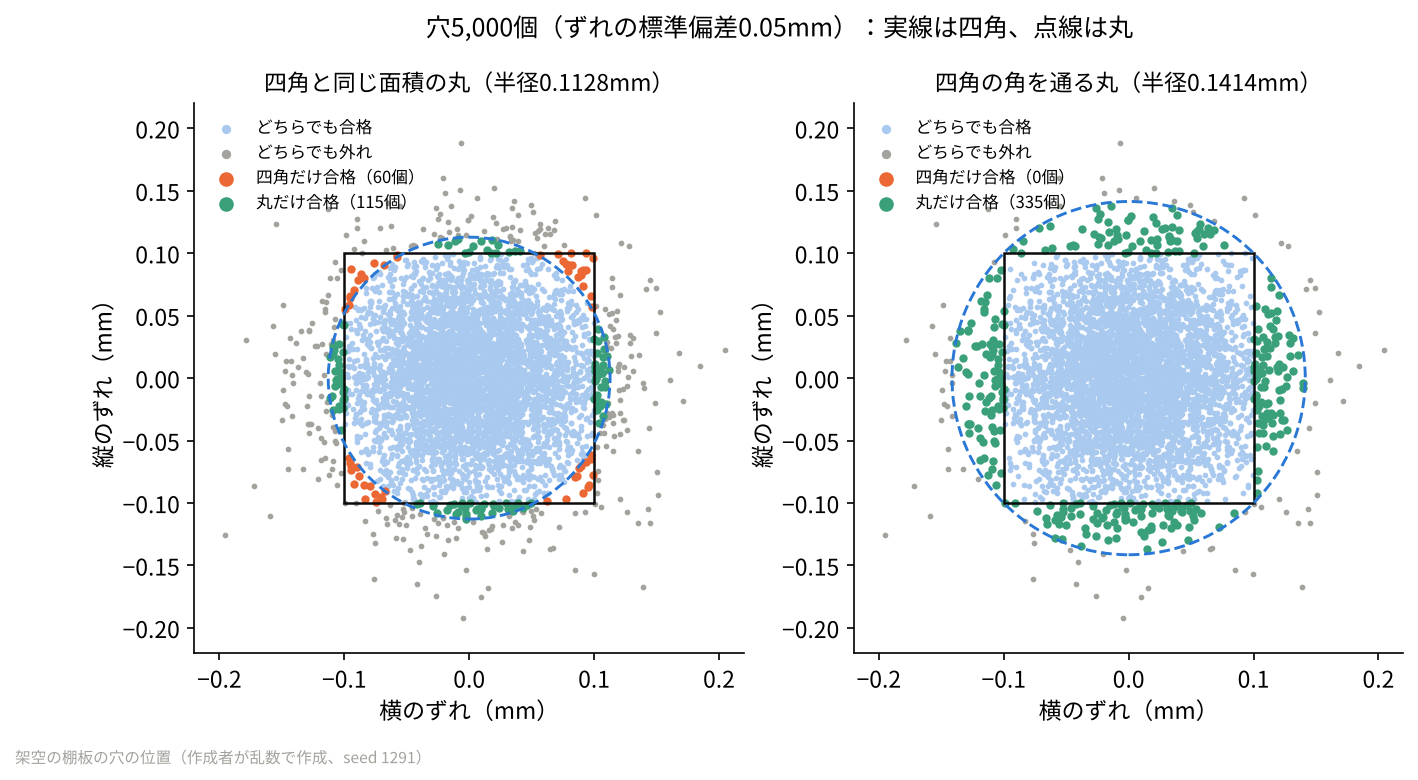 穴5,000個（ずれの標準偏差0.05mm）：実線は四角、点線は丸
四角と同じ面積の丸（半径0.1128mm）
どちらでも合格
どちらでも外れ
四角だけ合格（60個）
丸だけ合格（115個）
0.20
0.15
0.10
0.05
0.00
−0.05
−0.10
−0.15
−0.20
縦のずれ（mm）
−0.2
−0.1
0.0
0.1
0.2
横のずれ（mm）
四角の角を通る丸（半径0.1414mm）
どちらでも合格
どちらでも外れ
四角だけ合格（0個）
丸だけ合格（335個）
0.20
0.15
0.10
0.05
0.00
−0.05
−0.10
−0.15
−0.20
縦のずれ（mm）
−0.2
−0.1
0.0
0.1
0.2
横のずれ（mm）
架空の棚板の穴の位置（作成者が乱数で作成、seed 1291）